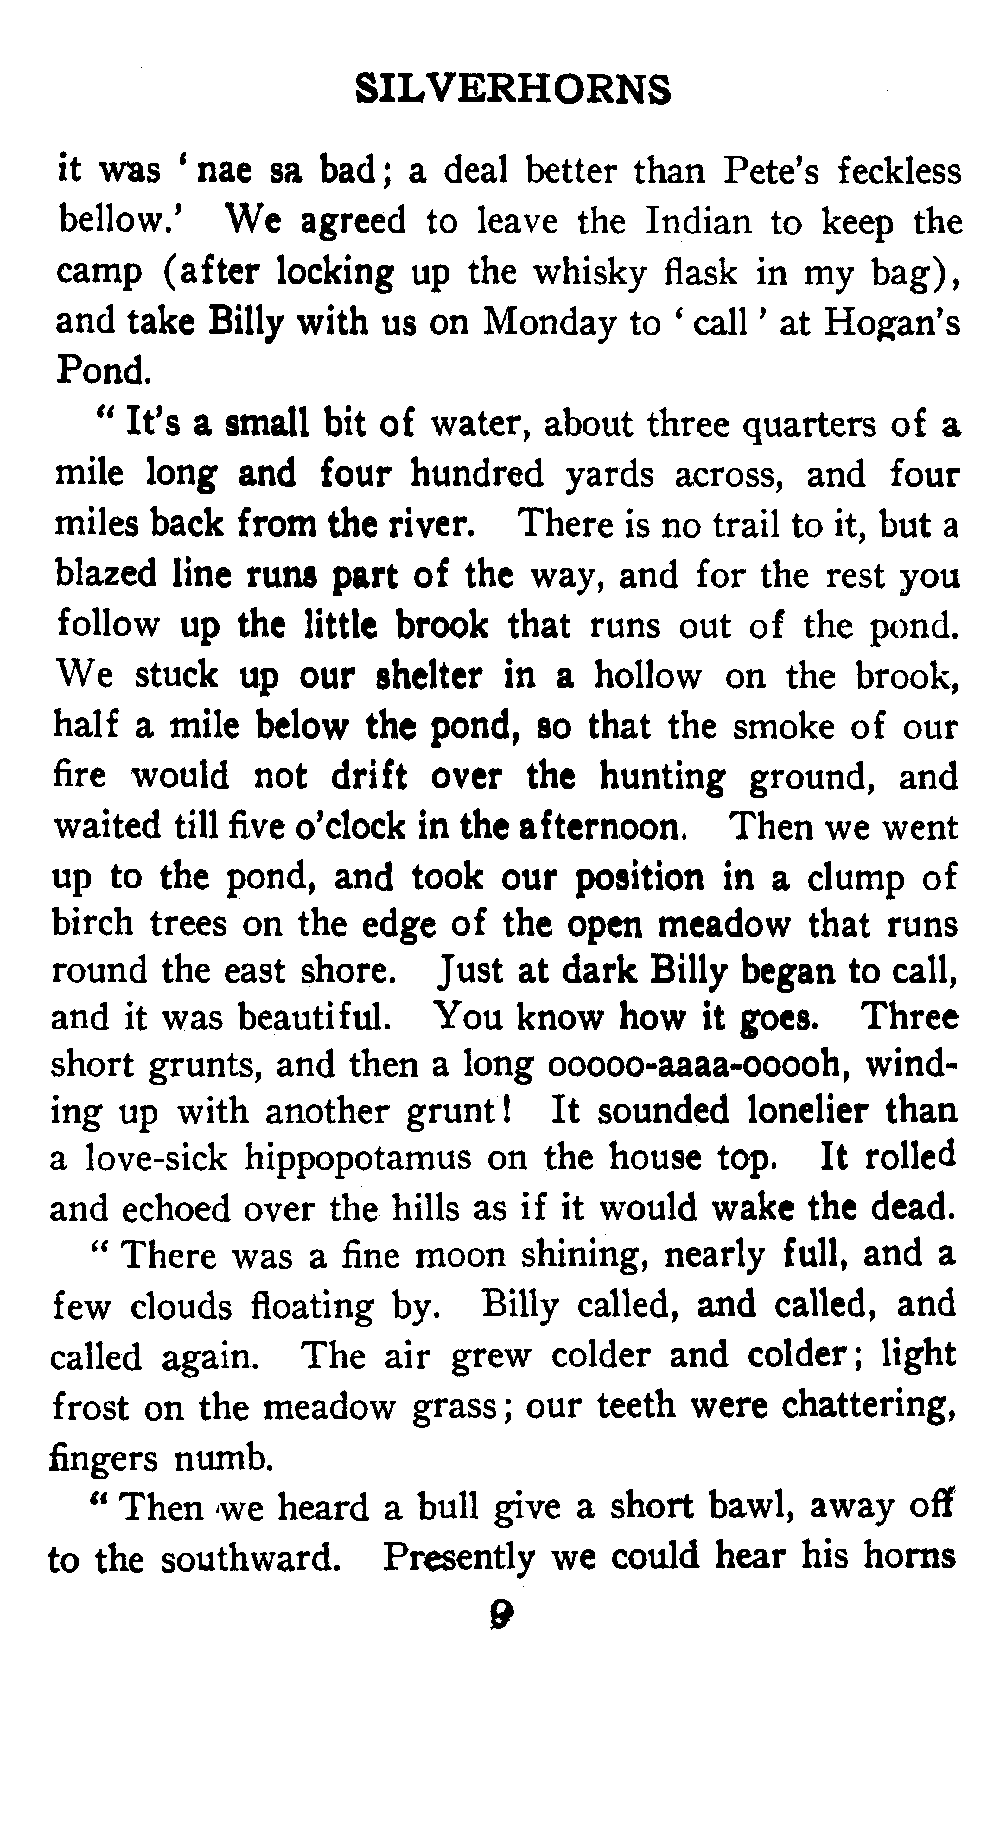 SILVERHORNS
it was ‘ nae sa bad; a deal better than Pete’s feckless
bellow.’ We agreed to leave the Indian to keep the
camp (after locking up the whisky flask in my bag),
and take Billy with us on Monday to ‘ call ’ at Hogan’s
Pond.
“ It’s a small bit of water, about three quarters of a
mile long and four hundred yards across, and four
miles back from the river. There is no trail to it, but a
blazed line runs part of the way, and for the rest you
follow up the little brook that runs out of the pond.
We stuck up our shelter in a hollow on the brook,
half a mile below the pond, so that the smoke of our
fire would not drift over the hunting ground, and
waited till five o’clock in the afternoon. Then we went
up to the pond, and took our position in a clump of
birch trees on the edge of the open meadow that runs
round the east shore. Just at dark Billy began to call,
and it was beautiful. You know how it goes. Three
short grunts, and then a long ooooo-aaaa-ooooh, wind-
ing up with another grunt! It sounded lonelier than
a love-sick hippopotamus on the house top. It rolled
and echoed over the hills as if it would wake the dead.
“ There was a fine moon shining, nearly full, and a
few clouds floating by. Billy called, and called, and
called again. The air grew colder and colder; light
frost on the meadow grass; our teeth were chattering,
fingers numb.
“ Then we heard a bull give a short bawl, away off
to the southward. Presently we could hear his horns
9